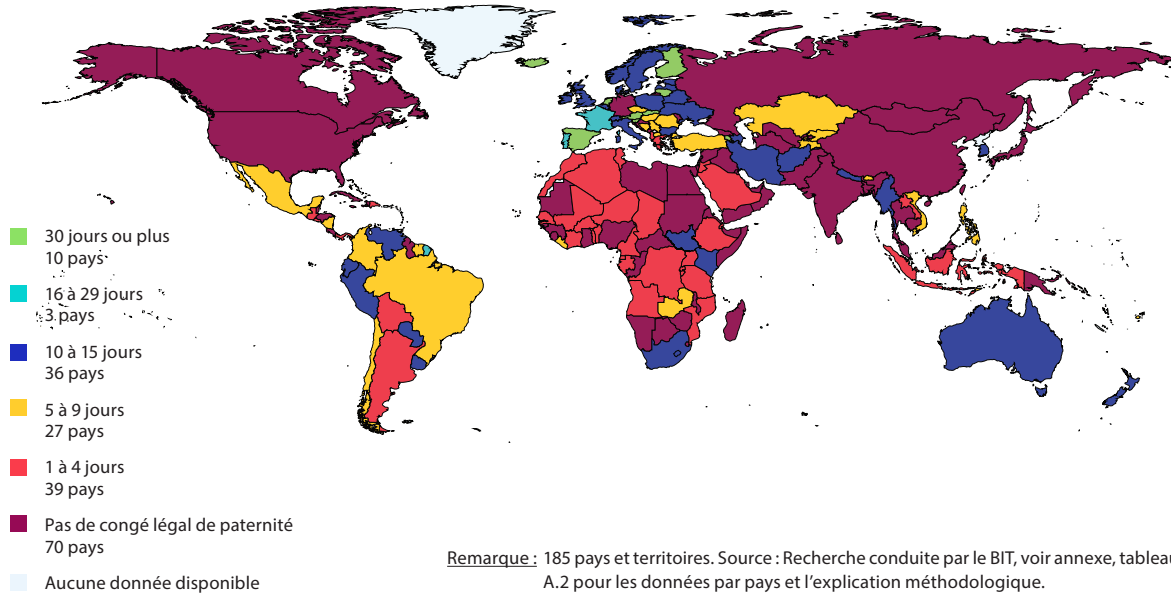 30 jours ou plus
10 pays
16 à 29 jours
3 pays
10 à 15 jours
36 pays
5 à 9 jours
27 pays
1 à 4 jours
39 pays
Pas de congé légal de paternité
70 pays
Aucune donnée disponible
Remarque : 185 pays et territoires. Source : Recherche conduite par le BIT, voir annexe, tableau
A.2 pour les données par pays et l’explication méthodologique.